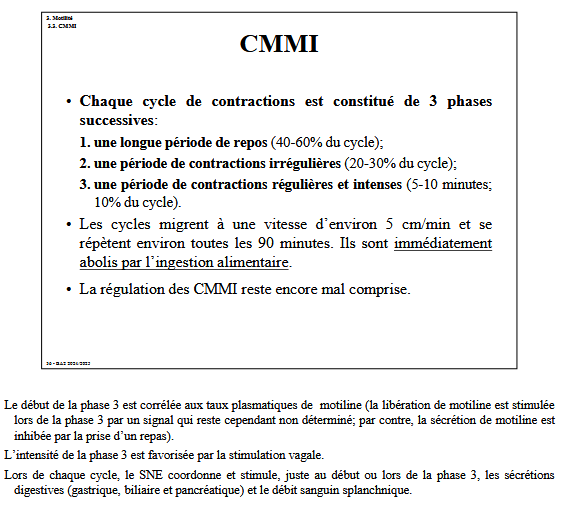 3. Motilité
3.3. CMMI
CMMI
• Chaque cycle de contractions est constitué de 3 phases
successives:
1. une longue période de repos (40-60% du cycle);
2. une période de contractions irrégulières (20-30% du cycle);
3. une période de contractions régulières et intenses (5-10 minutes;
10% du cycle).
• Les cycles migrent à une vitesse d’environ 5 cm/min et se
répètent environ toutes les 90 minutes. Ils sont immédiatement
abolis par l’ingestion alimentaire.
• La régulation des CMMI reste encore mal comprise.
Le début de la phase 3 est corrélée aux taux plasmatiques de motiline (la libération de motiline est stimulée
lors de la phase 3 par un signal qui reste cependant non déterminé; par contre, la sécrétion de motiline est
inhibée par la prise d’un repas).
L’intensité de la phase 3 est favorisée par la stimulation vagale.
Lors de chaque cycle, le SNE coordonne et stimule, juste au début ou lors de la phase 3, les sécrétions
digestives (gastrique, biliaire et pancréatique) et le débit sanguin splanchnique.